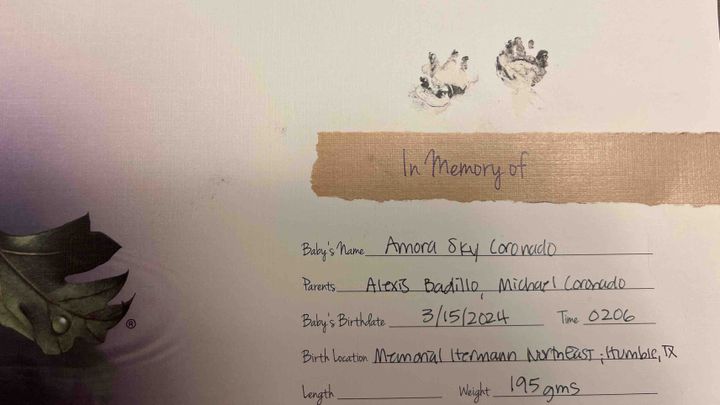 In Memory of
Baby's Name Amora Sky Coronado
Parents Alexis Badillo, Michael Coronado
Baby's Birthdate 3/15/2024 Time 0206
Birth Location Memorial Hermann Northeast; Humble, TX
Length Weight 195 gms
®